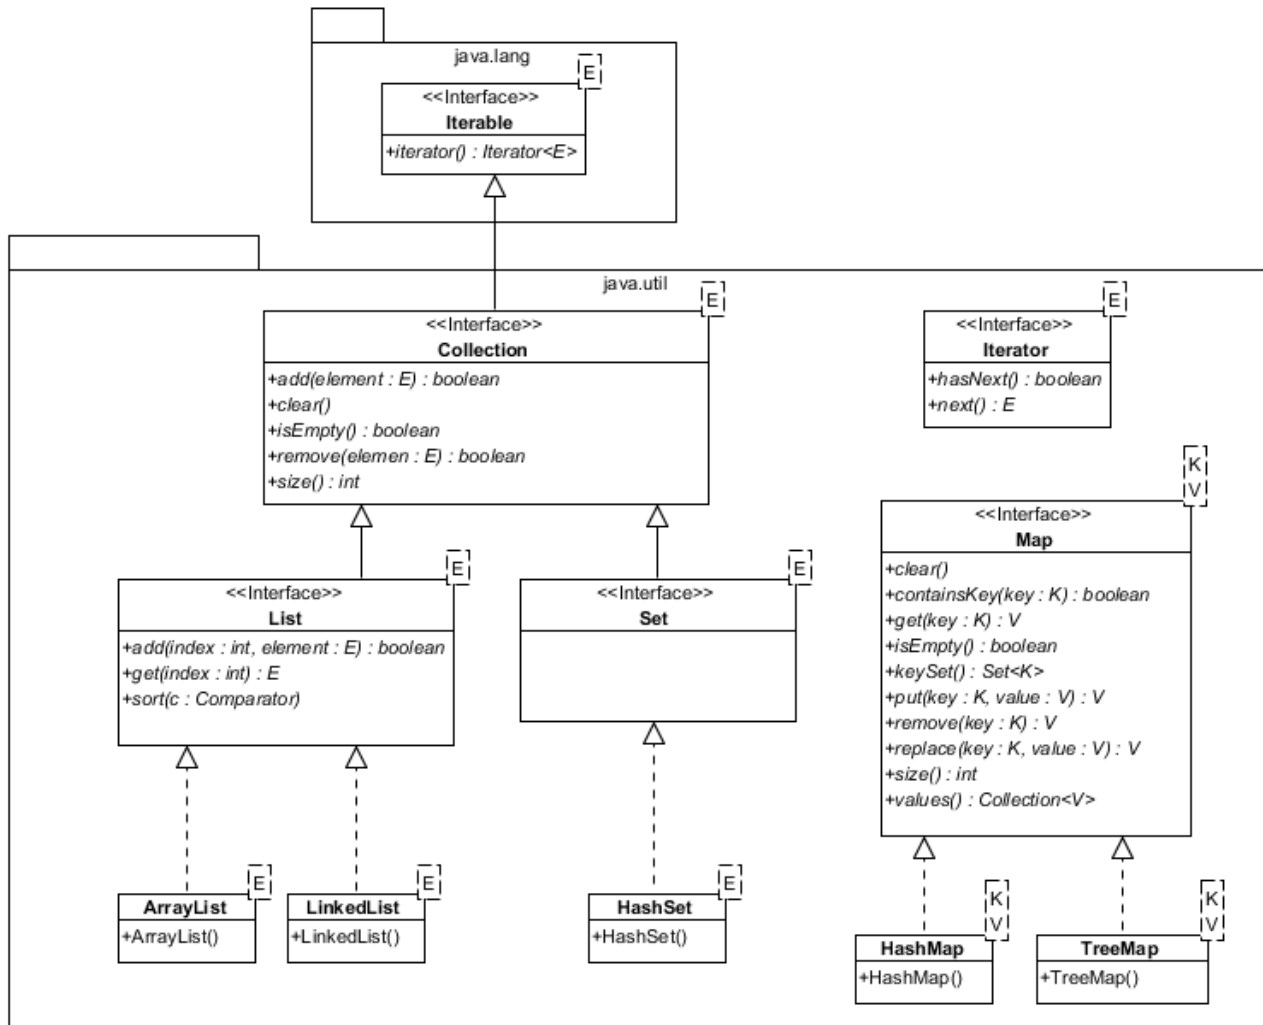 java.lang
E
<<Interface>>
Iterable
+iterator() : Iterator<E>
java.util
E
<<Interface>>
Collection
+add(element : E) : boolean
+clear()
+isEmpty() : boolean
+remove(elemen : E) : boolean
+size() : int
E
<<Interface>>
Iterator
+hasNext() : boolean
+next() : E
E
<<Interface>>
List
+add(index : int, element : E) : boolean
+get(index : int) : E
+sort(c : Comparator)
E
<<Interface>>
Set
K
V
<<Interface>>
Map
+clear()
+containsKey(key : K) : boolean
+get(key : K) : V
+isEmpty() : boolean
+keySet() : Set<K>
+put(key : K, value : V) : V
+remove(key : K) : V
+replace(key : K, value : V) : V
+size() : int
+values() : Collection<V>
E
ArrayList
+ArrayList()
E
LinkedList
+LinkedList()
E
HashSet
+HashSet()
K
V
HashMap
+HashMap()
K
V
TreeMap
+TreeMap()